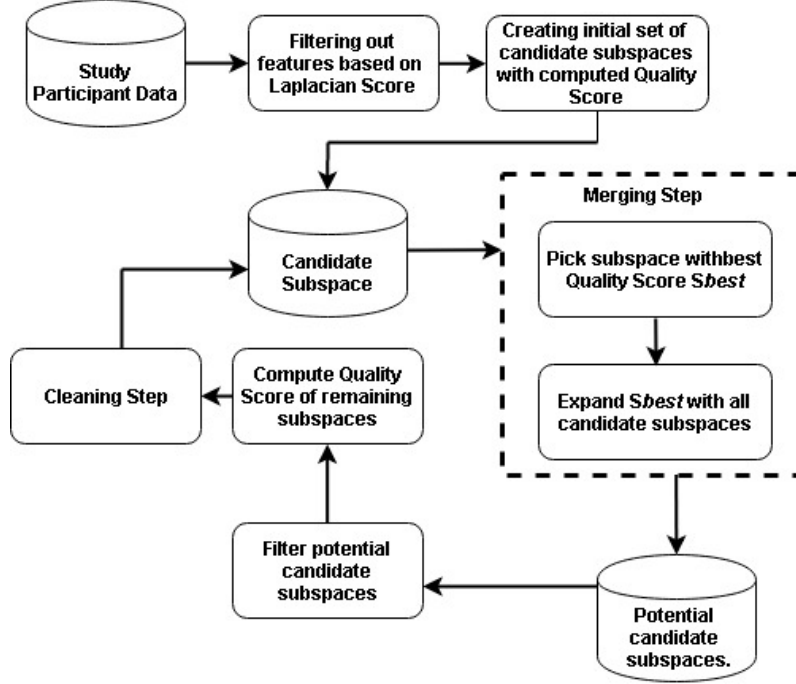 Study
Participant Data
Filtering out
features based on
Laplacian Score
Creating initial set of
candidate subspaces
with computed Quality
Score
Candidate
Subspace
Merging Step
Pick subspace withbest
Quality Score Sbest
Expand Sbest with all
candidate subspaces
Cleaning Step
Compute Quality
Score of remaining
subspaces
Filter potential
candidate
subspaces
Potential
candidate
subspaces.